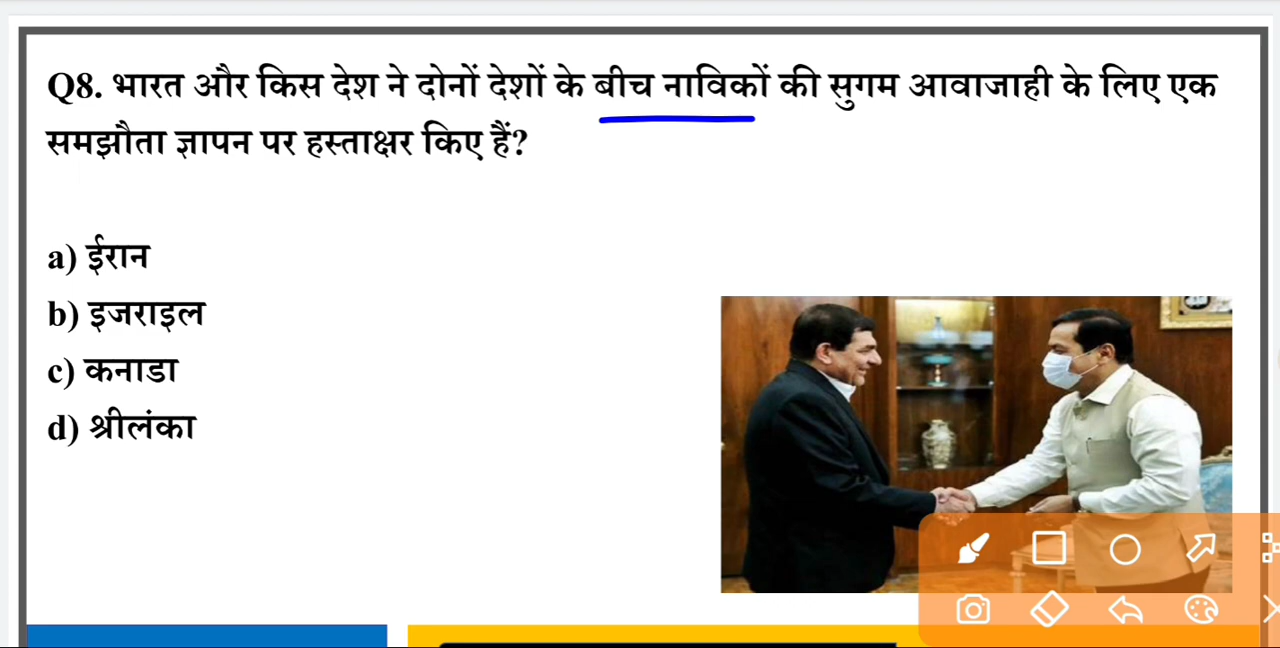 Q8. भारत और किस देश ने दोनों देशों के बीच नाविकों की सुगम आवाजाही के लिए एक
समझौता ज्ञापन पर हस्ताक्षर किए हैं?
a) ईरान
b) इजराइल
c) कनाडा
d) श्रीलंका